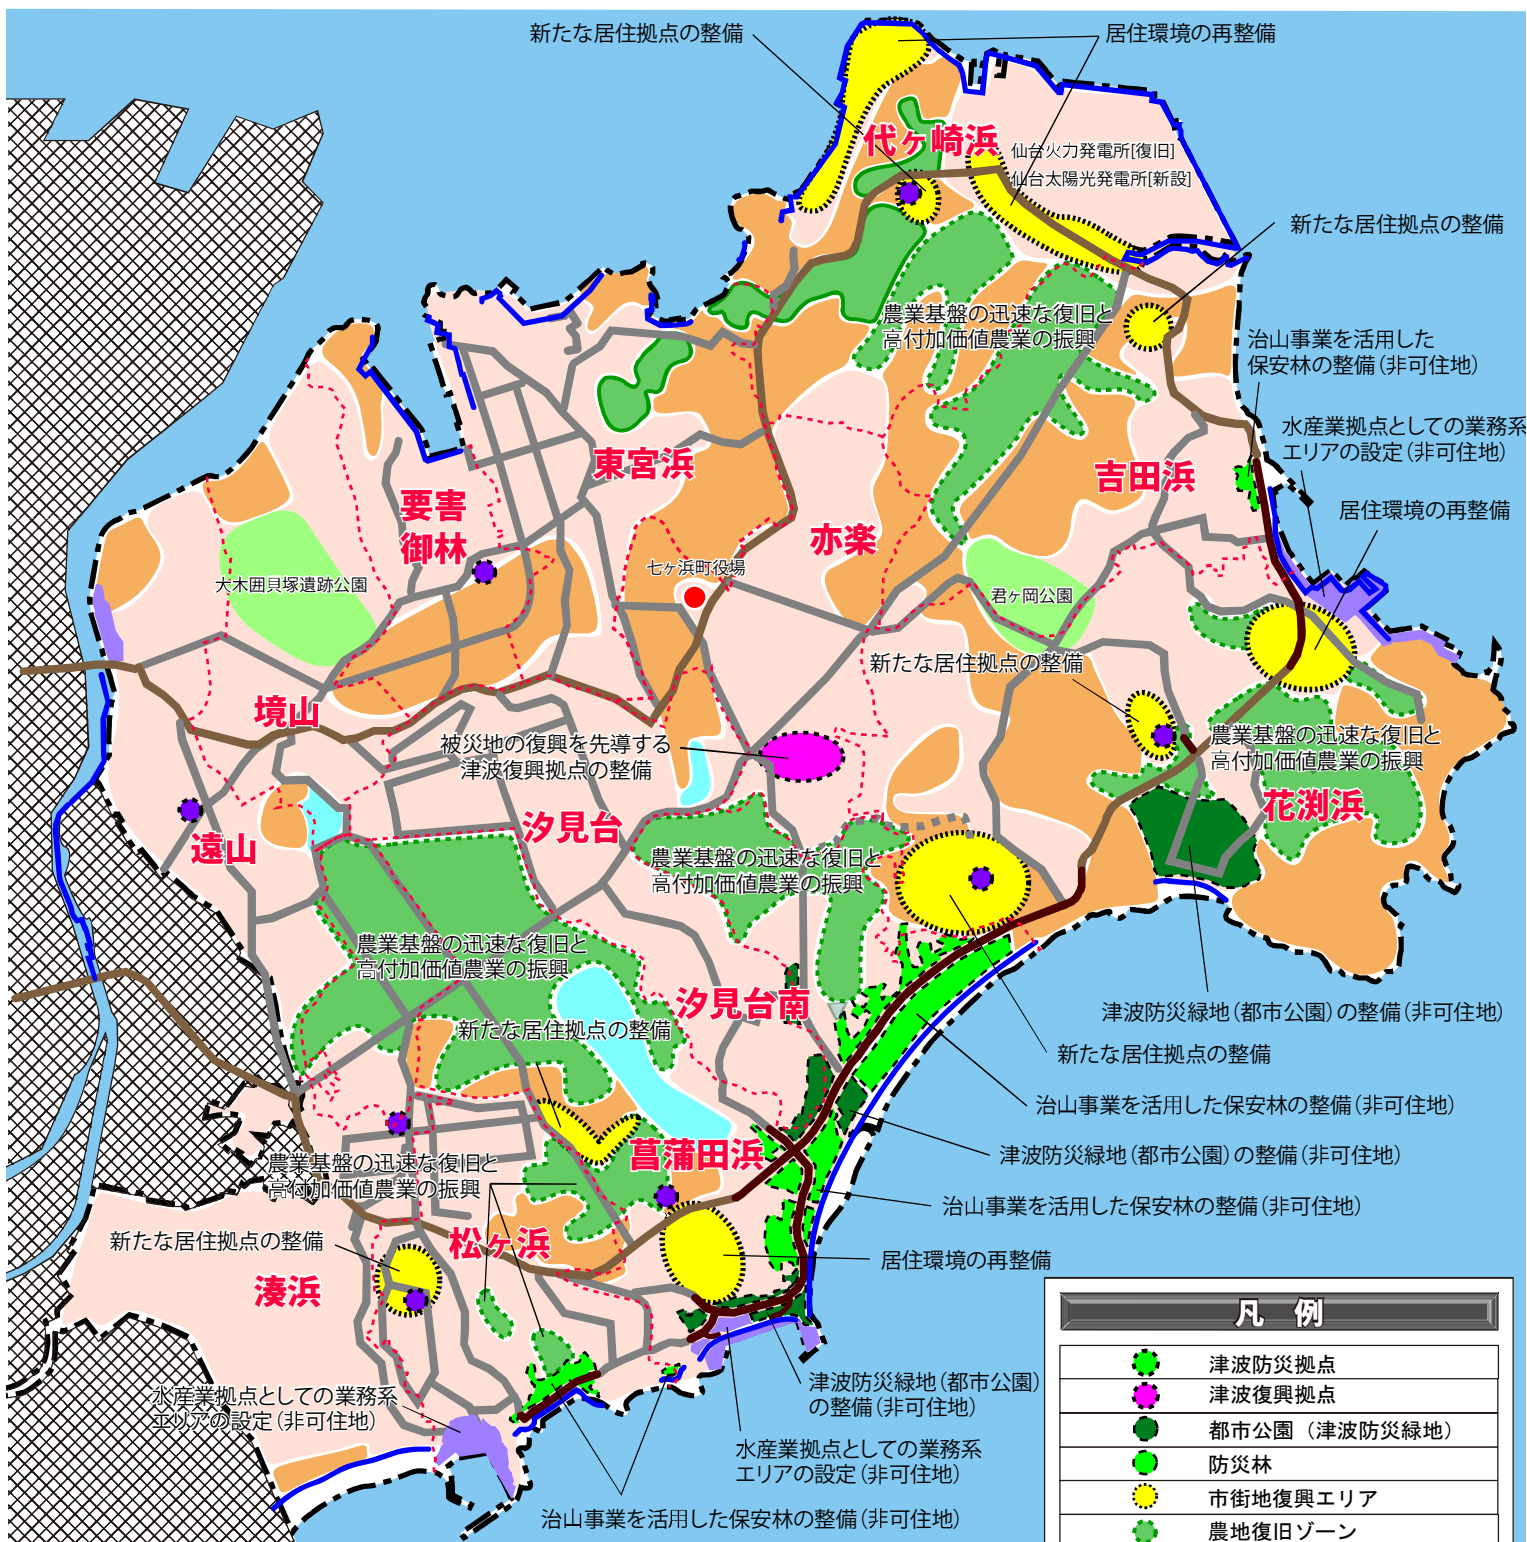 新たな居住拠点の整備
居住環境の再整備
代ヶ崎浜
仙台火力発電所[復旧]
仙台太陽光発電所[新設]
新たな居住拠点の整備
農業基盤の迅速な復旧と
高付加価値農業の振興
治山事業を活用した
保安林の整備(非可住地)
水産業拠点としての業務系
エリアの設定(非可住地)
東宮浜
吉田浜
要害
御林
居住環境の再整備
赤楽
七ヶ浜町役場
大木囲貝塚遺跡公園
君ヶ岡公園
新たな居住拠点の整備
境山
被災地の復興を先導する
津波復興拠点の整備
農業基盤の迅速な復旧と
高付加価値農業の振興
花渕浜
汐見台
遠山
農業基盤の迅速な復旧と
高付加価値農業の振興
農業基盤の迅速な復旧と
高付加価値農業の振興
汐見台南
津波防災緑地(都市公園)の整備(非可住地)
新たな居住拠点の整備
新たな居住拠点の整備
治山事業を活用した保安林の整備(非可住地)
菖蒲田浜
津波防災緑地(都市公園)の整備(非可住地)
農業基盤の迅速な復旧と
高付加価値農業の振興
治山事業を活用した保安林の整備(非可住地)
新たな居住拠点の整備
松ヶ浜
居住環境の再整備
湊浜
凡例
津波防災拠点
津波復興拠点
都市公園(津波防災緑地)
防災林
市街地復興エリア
農地復旧ゾーン
水産業拠点としての業務系
エリアの設定(非可住地)
津波防災緑地(都市公園)
の整備(非可住地)
水産業拠点としての業務系
エリアの設定(非可住地)
治山事業を活用した保安林の整備(非可住地)